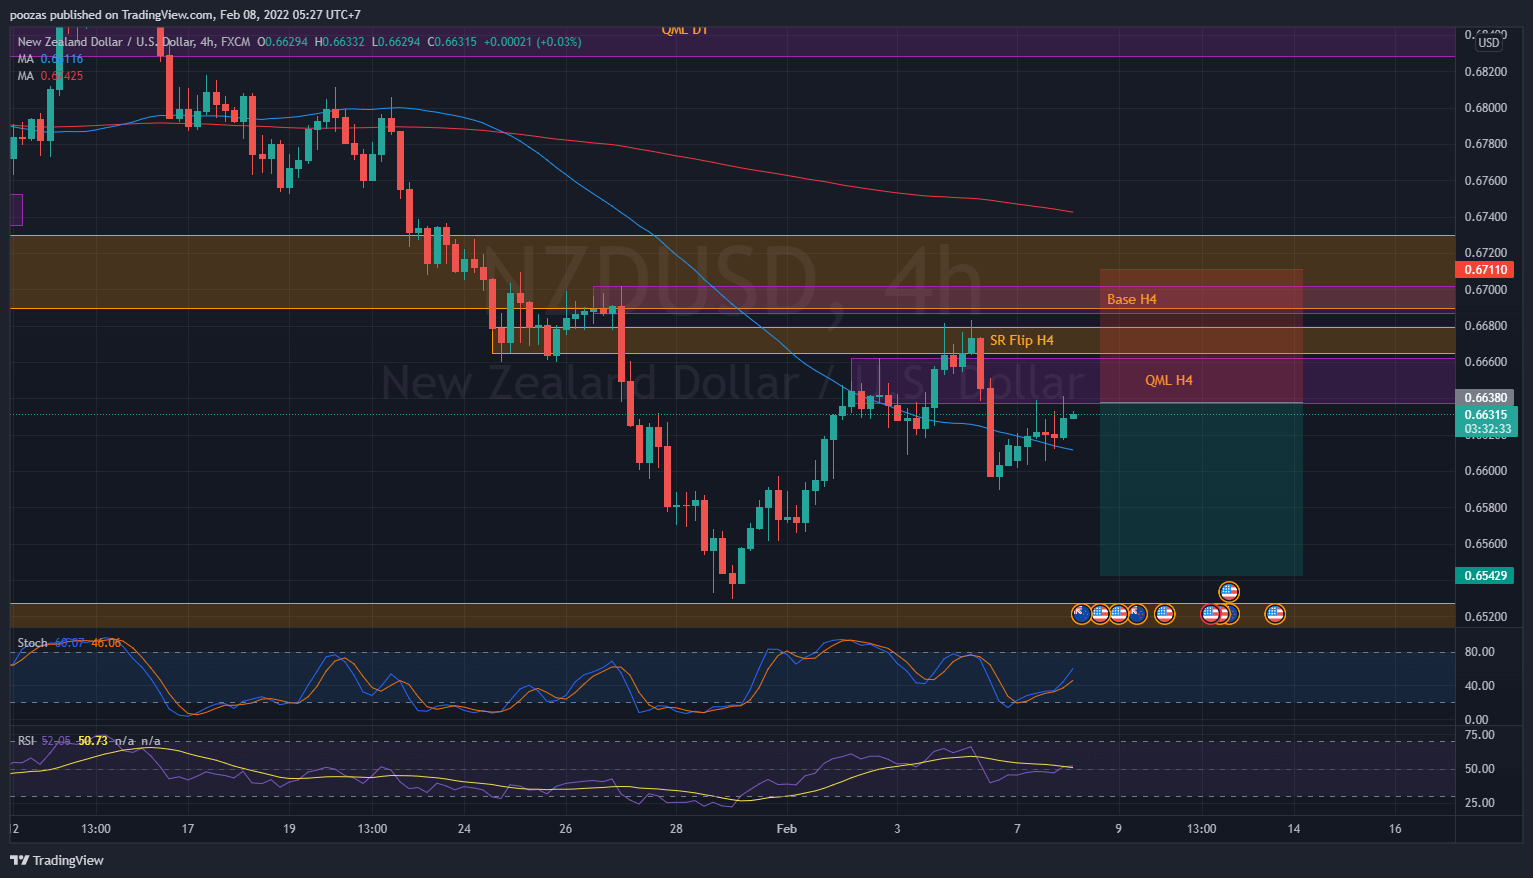 poozas published on TradingView.com, Feb 08, 2022 05:27 UTC+7
QML D1
New Zealand Dollar / U.S. Dollar, 4h, FXCM O0.66294 H0.66332 L0.66294 C0.66315 +0.00021 (+0.03%)
MA 0.66116
MA 0.67425
USD
0.68200
0.68000
0.67800
0.67600
0.67400
0.67200
0.67110
0.67000
0.66800
0.66600
0.66380
0.66315
03:32:33
0.66000
0.65800
0.65600
0.65429
0.65200
NZDUSD, 4h
New Zealand Dollar / U.S. Dollar
Base H4
SR Flip H4
QML H4
Stoch 60.07 46.06
80.00
40.00
0.00
RSI 52.05 50.73 n/a n/a
75.00
50.00
25.00
12 13:00 17 19 13:00 24 26 28 Feb 3 7 9 13:00 14 16
TradingView